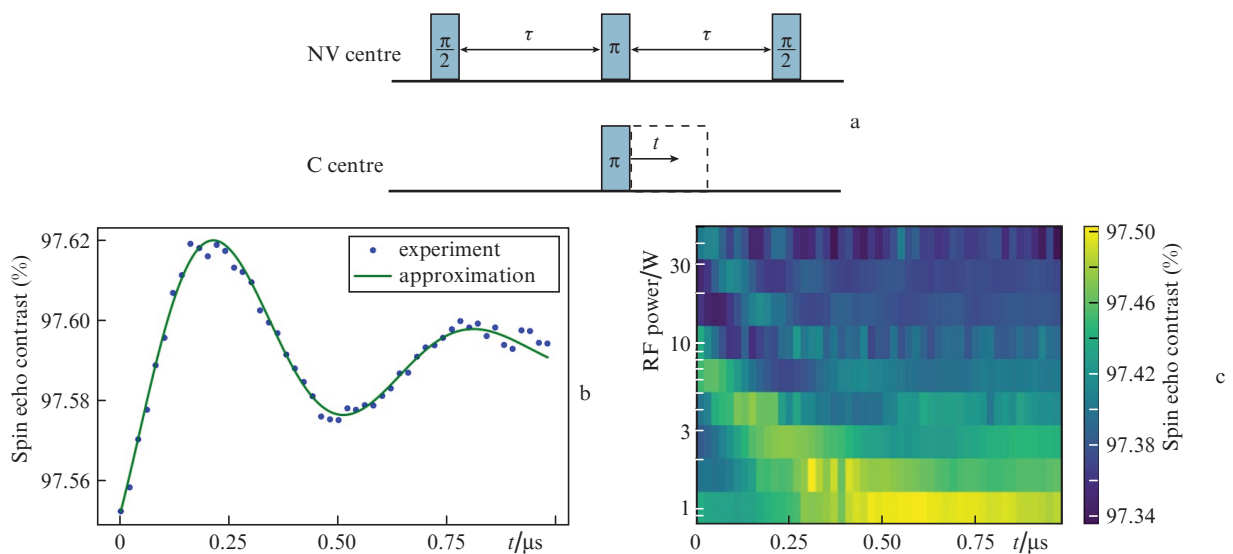 NV centre
π/2
τ
π
τ
π/2
a
C centre
π
t
Spin echo contrast (%)
97.62
97.60
97.58
97.56
experiment
approximation
0
0.25
0.50
0.75
t/μs
b
RF power/W
30
10
3
1
0
0.25
0.50
0.75
t/μs
97.50
97.46
97.42
97.38
97.34
Spin echo contrast (%)
c